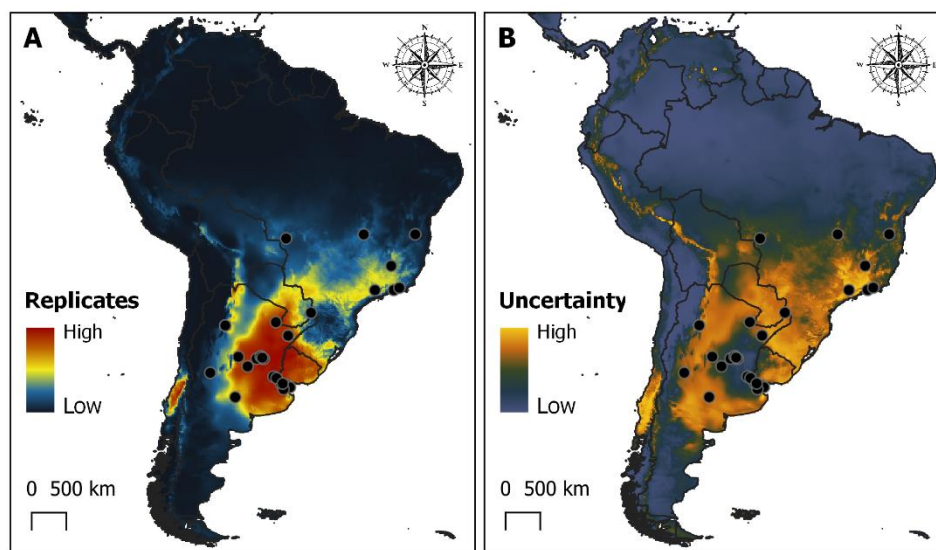 A
N
W E
S
Replicates
High
Low
0 500 km
B
N
W E
S
Uncertainty
High
Low
0 500 km